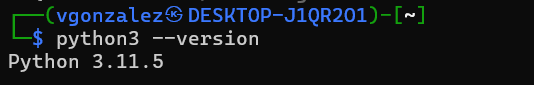 ┌──(vgonzalez㉿DESKTOP-J1QR2O1)-[~]
└─$ python3 --version
Python 3.11.5